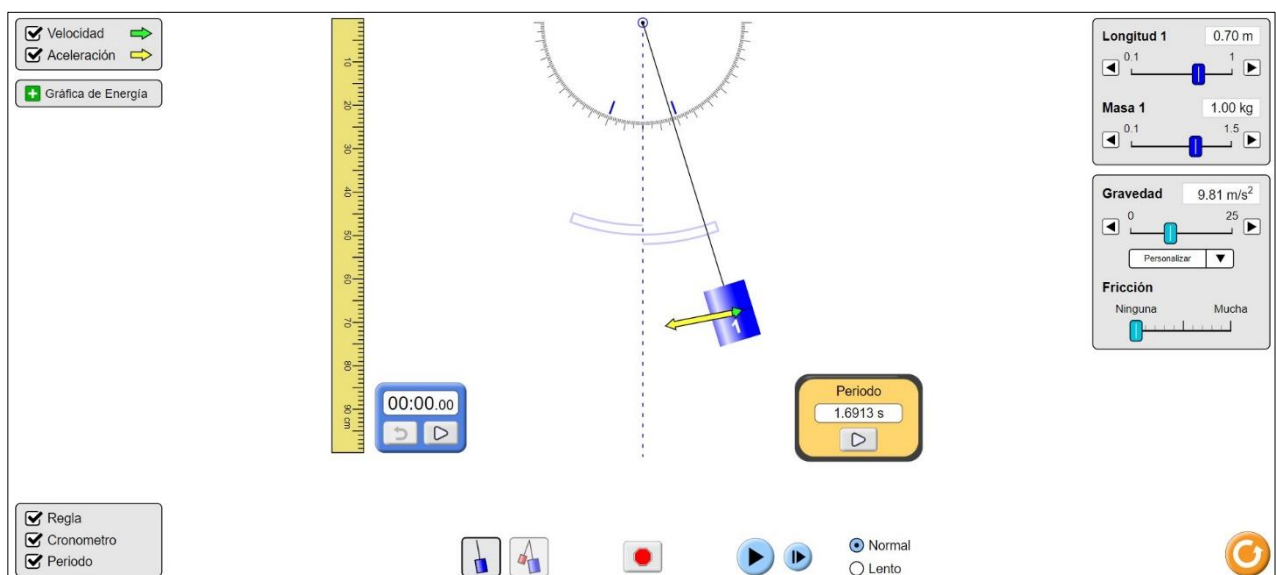 Velocidad
Aceleración
Gráfica de Energía
10
20
30
40
50
60
70
80
90 cm
1
00:00.00
Periodo
1.6913 s
Longitud 1 0.70 m
0.1 1
Masa 1 1.00 kg
0.1 1.5
Gravedad 9.81 m/s²
0 25
Personalizar
Fricción
Ninguna Mucha
Regla
Cronometro
Periodo
Normal
Lento